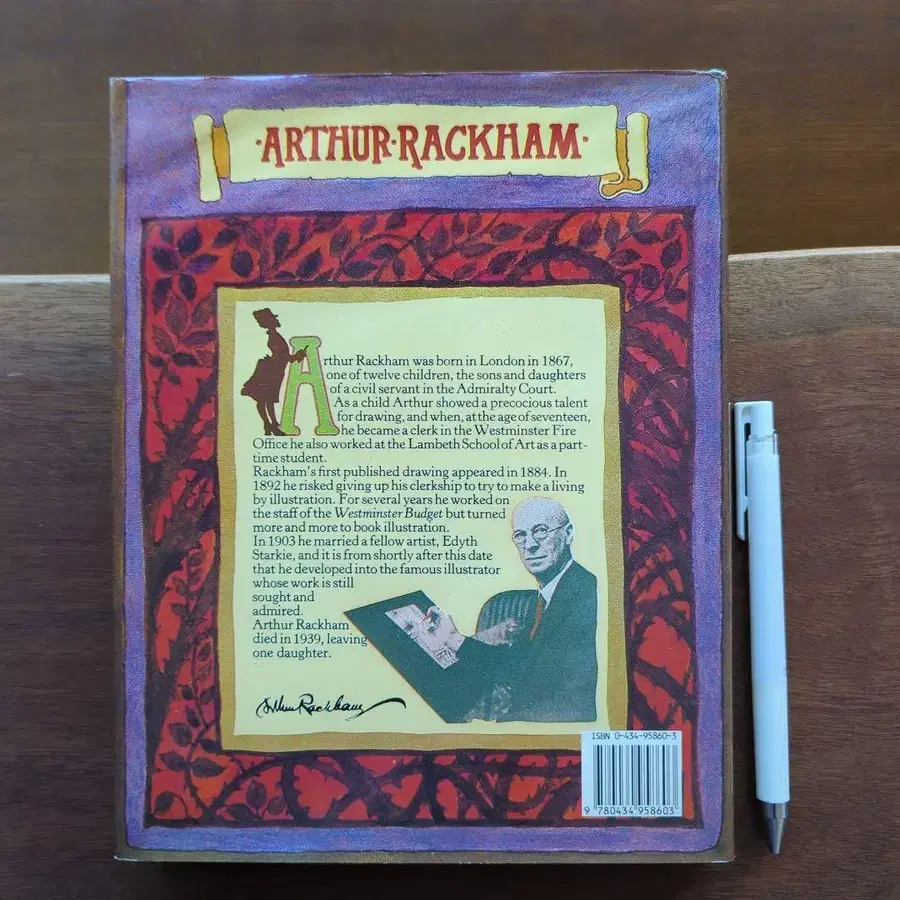 ·ARTHUR·RACKHAM·
Arthur Rackham was born in London in 1867,
one of twelve children, the sons and daughters
of a civil servant in the Admiralty Court.
As a child Arthur showed a precocious talent
for drawing, and when, at the age of seventeen,
he became a clerk in the Westminster Fire
Office he also worked at the Lambeth School of Art as a part-
time student.
Rackham's first published drawing appeared in 1884. In
1892 he risked giving up his clerkship to try to make a living
by illustration. For several years he worked on
the staff of the Westminster Budget but turned
more and more to book illustration.
In 1903 he married a fellow artist, Edyth
Starkie, and it is from shortly after this date
that he developed into the famous illustrator
whose work is still
sought and
admired.
Arthur Rackham
died in 1939, leaving
one daughter.
Arthur Rackham
ISBN 0-434-95860-3
9 780434 958603